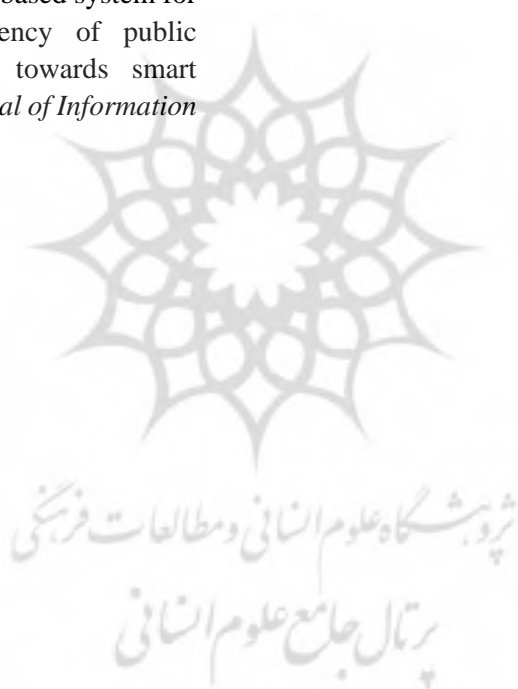 based system for
ency of public
towards smart
al of Information
پژوهشگاه علوم انسانی و مطالعات فرهنگی
پرتال جامع علوم انسانی